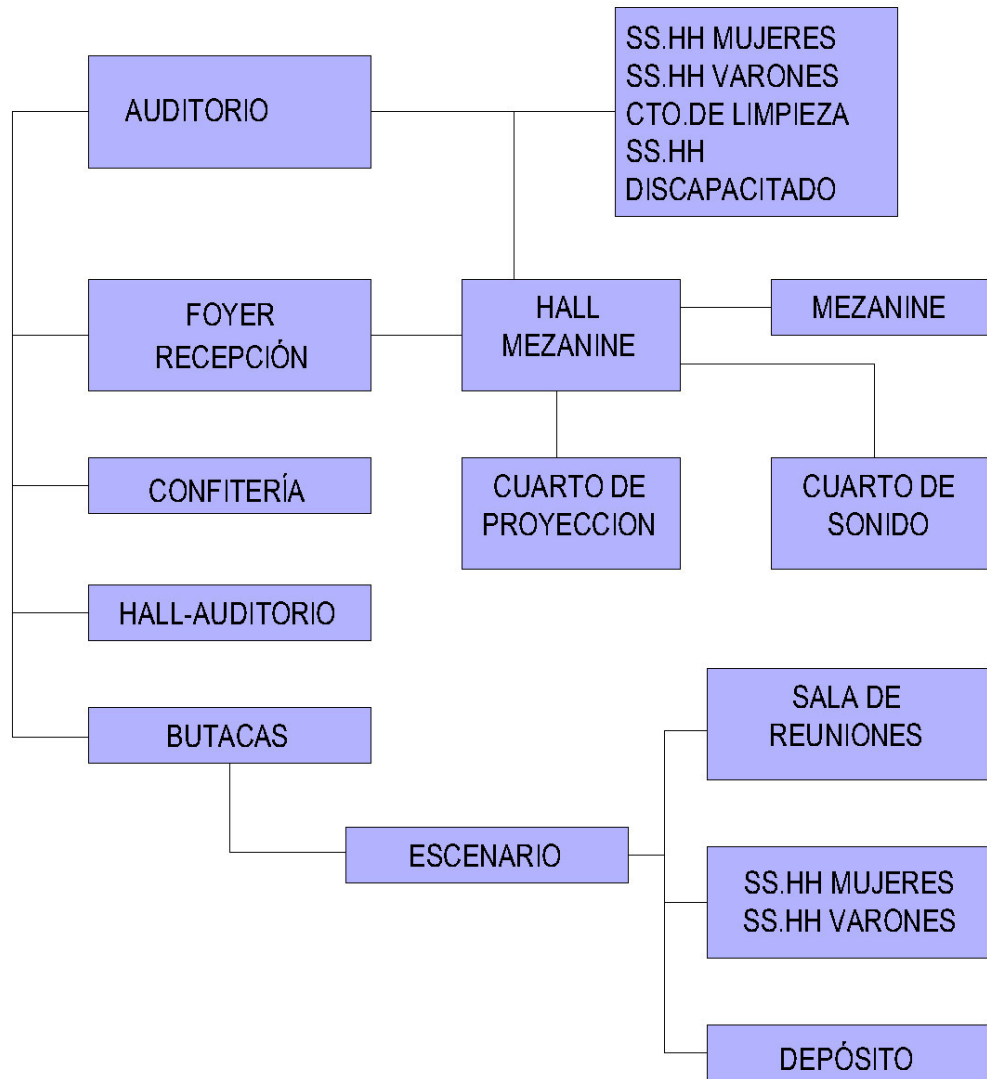 AUDITORIO
SS.HH MUJERES
SS.HH VARONES
CTO.DE LIMPIEZA
SS.HH
DISCAPACITADO
FOYER
RECEPCIÓN
HALL
MEZANINE
MEZANINE
CONFITERÍA
CUARTO DE
PROYECCION
CUARTO DE
SONIDO
HALL-AUDITORIO
BUTACAS
SALA DE
REUNIONES
ESCENARIO
SS.HH MUJERES
SS.HH VARONES
DEPÓSITO